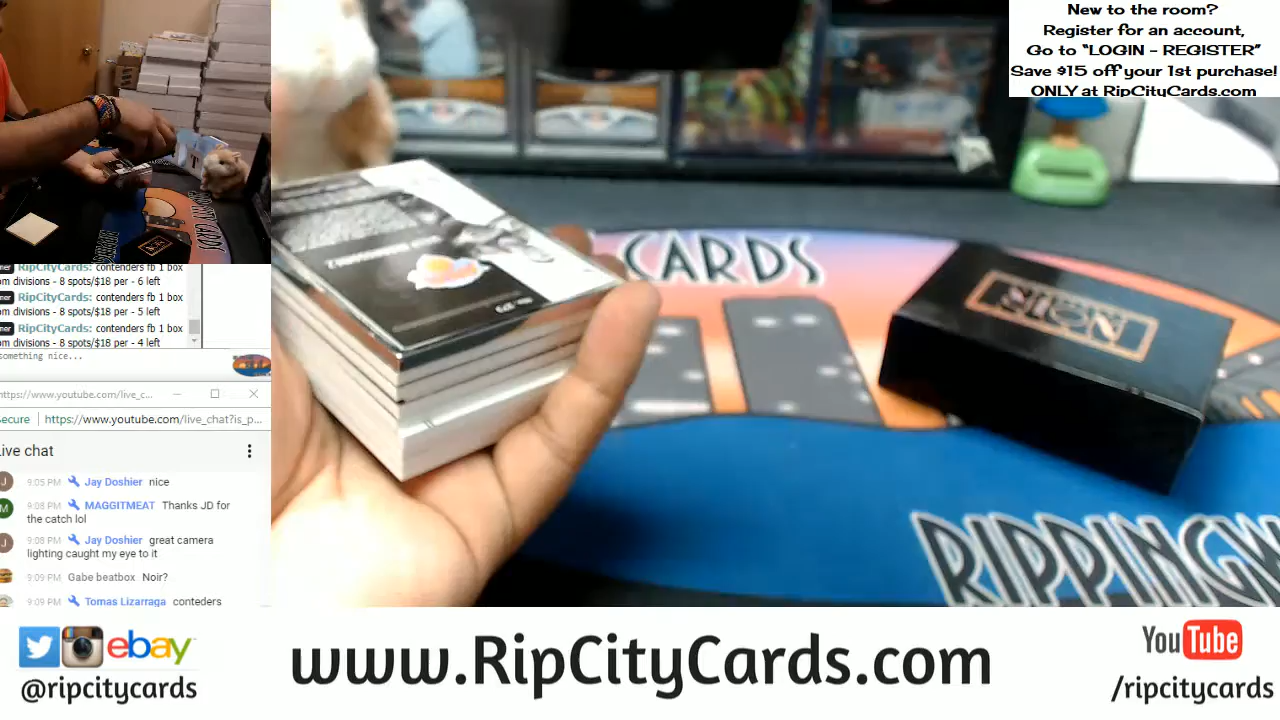 New to the room?
Register for an account,
Go to “LOGIN - REGISTER”
Save $15 off your 1st purchase!
ONLY at RipCityCards.com
CARDS
NOIR
RIPPINGW
RipCityCards: contenders fb 1 box
om divisions - 8 spots/$18 per - 6 left
RipCityCards: contenders fb 1 box
om divisions - 8 spots/$18 per - 5 left
mer RipCityCards: contenders fb 1 box
om divisions - 8 spots/$18 per - 4 left
something nice...
https://www.youtube.com/live_c...
ecure https://www.youtube.com/live_chat?is_p...
Live chat
J 9:05 PM Jay Doshier nice
M 9:08 PM MAGGITMEAT Thanks JD for
the catch lol
J 9:08 PM Jay Doshier great camera
lighting caught my eye to it
9:09 PM Gabe beatbox Noir?
9:09 PM Tomas Lizarraga conteders
ebay
@ripcitycards
www.RipCityCards.com
YouTube
/ripcitycards